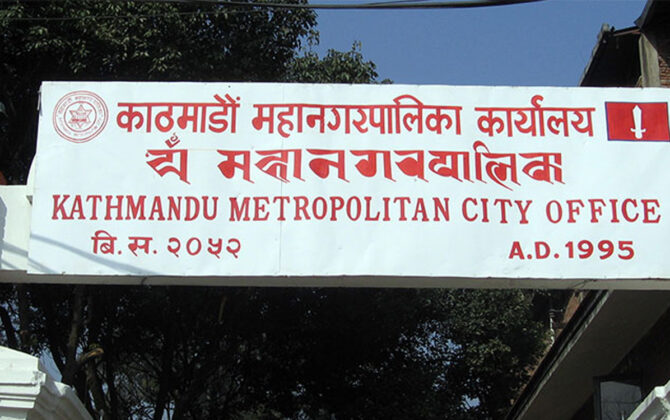 काठमाडौँ महानगरपालिका कार्यालय
KATHMANDU METROPOLITAN CITY OFFICE
बि.स. २०५२ A.D.1995